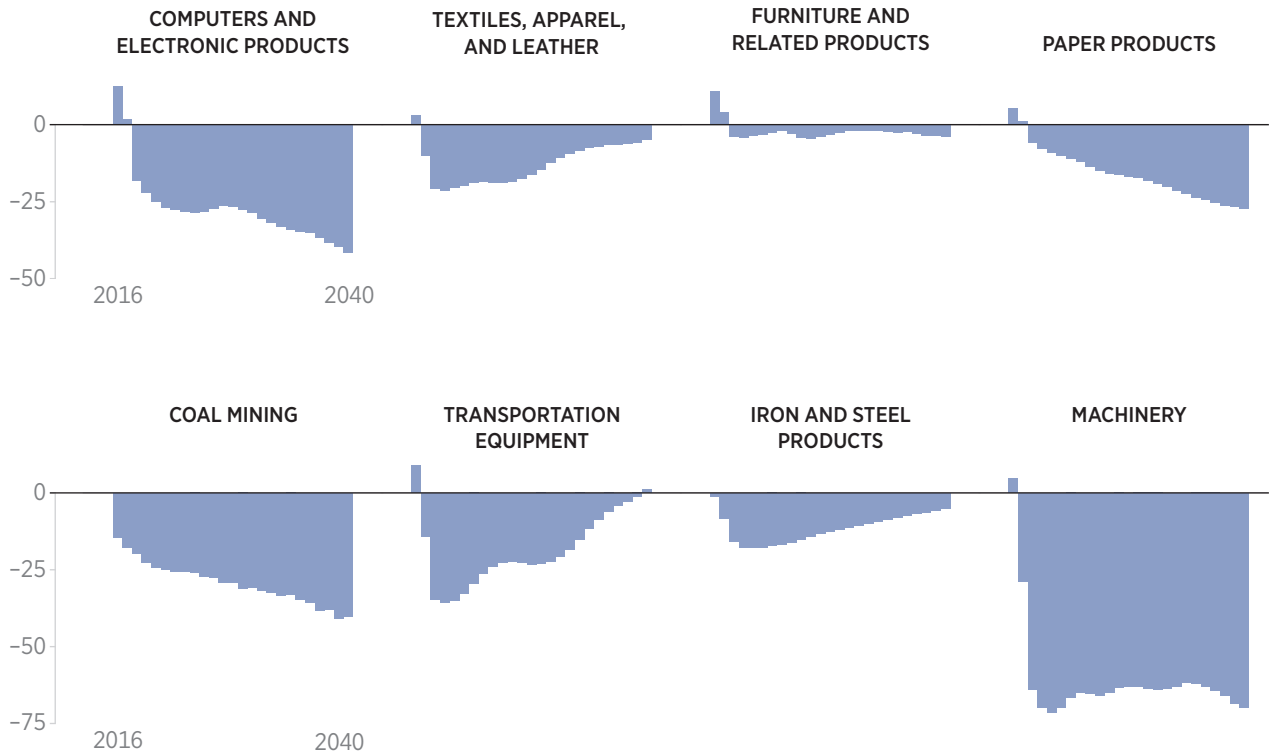 COMPUTERS AND
ELECTRONIC PRODUCTS
TEXTILES, APPAREL,
AND LEATHER
FURNITURE AND
RELATED PRODUCTS
PAPER PRODUCTS
0
−25
−50
2016
2040
COAL MINING
TRANSPORTATION
EQUIPMENT
IRON AND STEEL
PRODUCTS
MACHINERY
0
−25
−50
−75
2016
2040